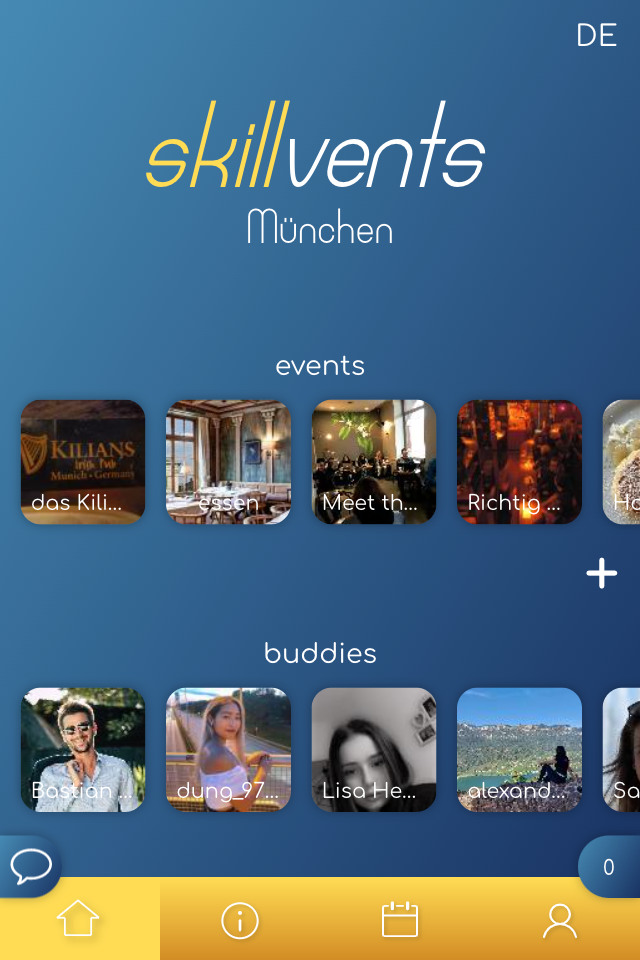 DE
skillvents
München
events
KILIANS
Irish Pub
Munich · Germany
das Kili...
essen
Meet th...
Richtig ...
Ho
buddies
Bastian ...
dung_97...
Lisa He...
alexand...
Sa
0